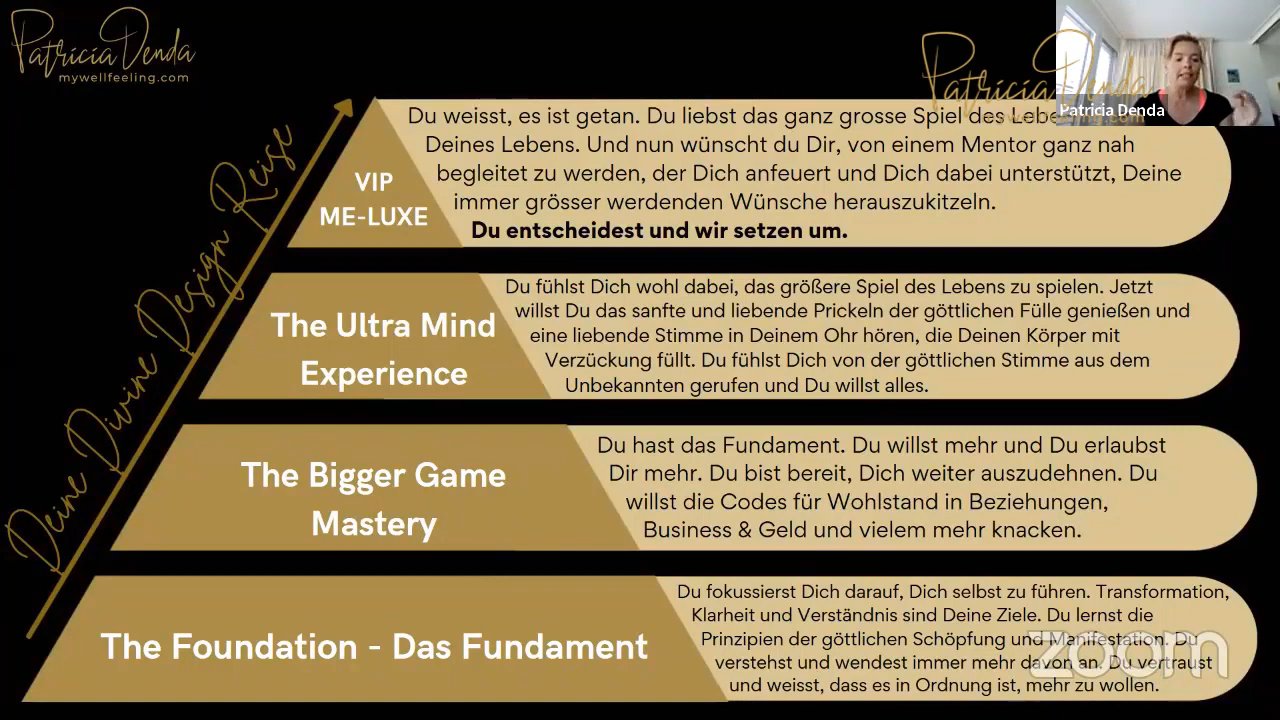 Patricia Denda
mywellfeeling.com
Patricia Denda
Patricia Denda
Deine Divine Design Reise
VIP
ME-LUXE
Du weisst, es ist getan. Du liebst das ganz grosse Spiel des Lebe
Deines Lebens. Und nun wünscht du Dir, von einem Mentor ganz nah
begleitet zu werden, der Dich anfeuert und Dich dabei unterstützt, Deine
immer grösser werdenden Wünsche herauszukitzeln.
Du entscheidest und wir setzen um.
The Ultra Mind
Experience
Du fühlst Dich wohl dabei, das größere Spiel des Lebens zu spielen. Jetzt
willst Du das sanfte und liebende Prickeln der göttlichen Fülle genießen und
eine liebende Stimme in Deinem Ohr hören, die Deinen Körper mit
Verzückung füllt. Du fühlst Dich von der göttlichen Stimme aus dem
Unbekannten gerufen und Du willst alles.
The Bigger Game
Mastery
Du hast das Fundament. Du willst mehr und Du erlaubst
Dir mehr. Du bist bereit, Dich weiter auszudehnen. Du
willst die Codes für Wohlstand in Beziehungen,
Business & Geld und vielem mehr knacken.
The Foundation - Das Fundament
Du fokussierst Dich darauf, Dich selbst zu führen. Transformation,
Klarheit und Verständnis sind Deine Ziele. Du lernst die
Prinzipien der göttlichen Schöpfung und Manifestation. Du
verstehst und wendest immer mehr davon an. Du vertraust
und weisst, dass es in Ordnung ist, mehr zu wollen.
zoom